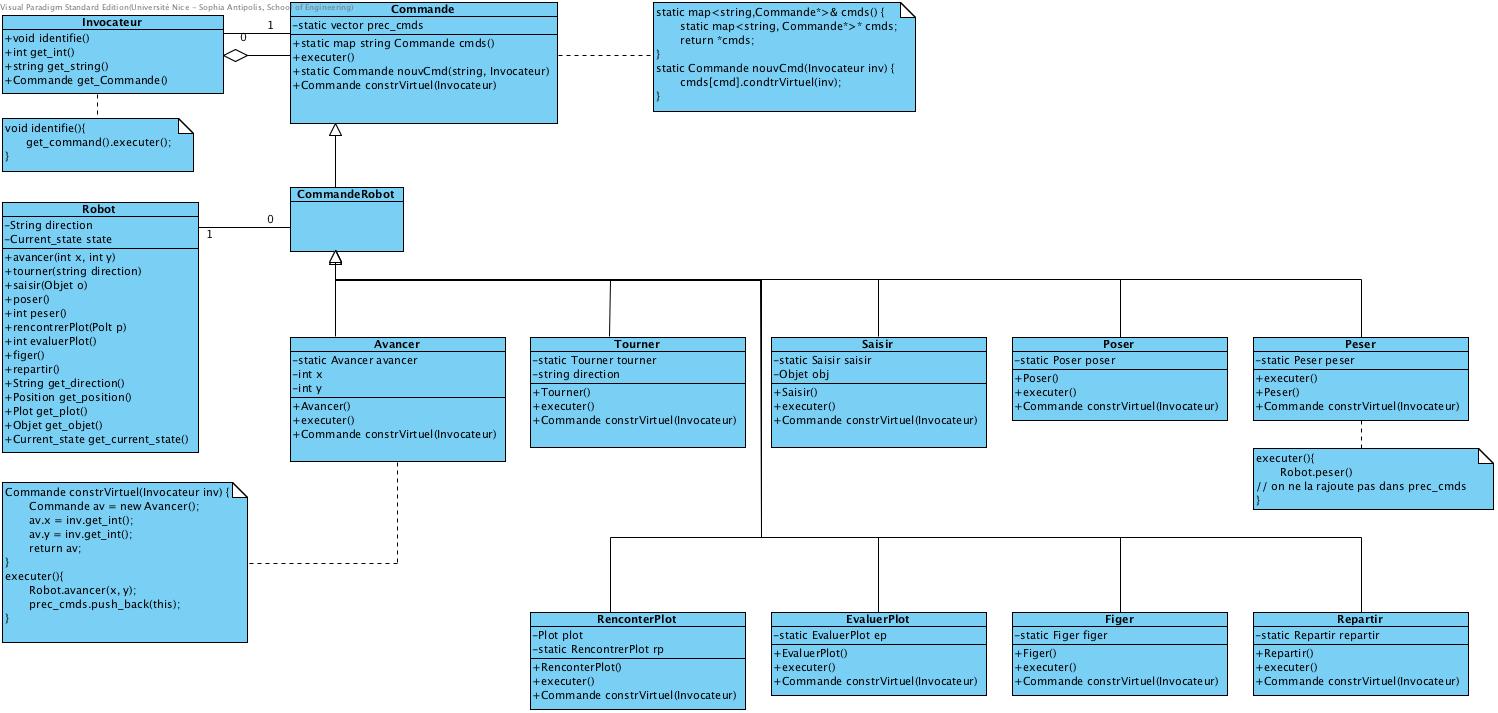 Visual Paradigm Standard Edition(Université Nice - Sophia Antipolis, School of Engineering)
Invocateur
+void identifie()
+int get_int()
+string get_string()
+Commande get_Commande()
1
0
Commande
-static vector prec_cmds
+static map string Commande cmds()
+executer()
+static Commande nouvCmd(string, Invocateur)
+Commande constrVirtuel(Invocateur)
static map<string,Commande*>& cmds() {
static map<string, Commande*>* cmds;
return *cmds;
}
static Commande nouvCmd(Invocateur inv) {
cmds[cmd].condtrVirtuel(inv);
}
void identifie(){
get_command().executer();
}
CommandeRobot
Robot
-String direction
-Current_state state
+avancer(int x, int y)
+tourner(string direction)
+saisir(Objet o)
+poser()
+int peser()
+rencontrerPlot(Polt p)
+int evaluerPlot()
+figer()
+repartir()
+String get_direction()
+Position get_position()
+Plot get_plot()
+Objet get_objet()
+Current_state get_current_state()
0
1
Avancer
-static Avancer avancer
-int x
-int y
+Avancer()
+executer()
+Commande constrVirtuel(Invocateur)
Tourner
-static Tourner tourner
-string direction
+Tourner()
+executer()
+Commande constrVirtuel(Invocateur)
Saisir
-static Saisir saisir
-Objet obj
+Saisir()
+executer()
+Commande constrVirtuel(Invocateur)
Poser
-static Poser poser
+Poser()
+executer()
+Commande constrVirtuel(Invocateur)
Peser
-static Peser peser
+executer()
+Peser()
+Commande constrVirtuel(Invocateur)
executer(){
Robot.peser()
// on ne la rajoute pas dans prec_cmds
}
Commande constrVirtuel(Invocateur inv) {
Commande av = new Avancer();
av.x = inv.get_int();
av.y = inv.get_int();
return av;
}
executer(){
Robot.avancer(x, y);
prec_cmds.push_back(this);
}
RenconterPlot
-Plot plot
-static RencontrerPlot rp
+RenconterPlot()
+executer()
+Commande constrVirtuel(Invocateur)
EvaluerPlot
-static EvaluerPlot ep
+EvaluerPlot()
+executer()
+Commande constrVirtuel(Invocateur)
Figer
-static Figer figer
+Figer()
+executer()
+Commande constrVirtuel(Invocateur)
Repartir
-static Repartir repartir
+Repartir()
+executer()
+Commande constrVirtuel(Invocateur)